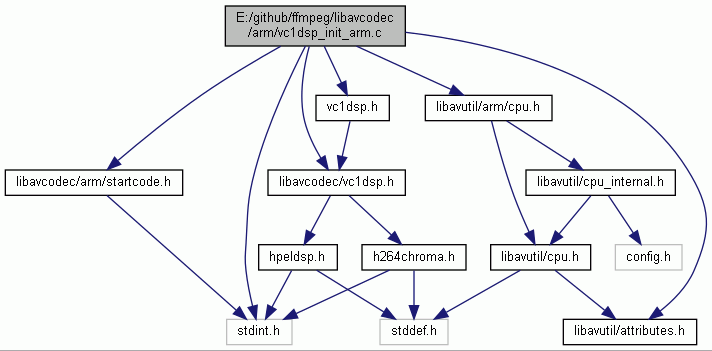 E:/github/ffmpeg/libavcodec
/arm/vc1dsp_init_arm.c
vc1dsp.h
libavutil/arm/cpu.h
libavcodec/arm/startcode.h
libavcodec/vc1dsp.h
libavutil/cpu_internal.h
hpeldsp.h
h264chroma.h
libavutil/cpu.h
config.h
stdint.h
stddef.h
libavutil/attributes.h